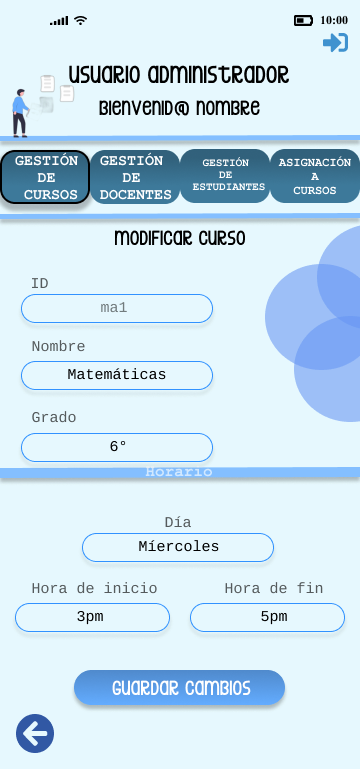 10:00
USUARIO ADMINISTRADOR
BIENVENID@ NOMBRE
GESTIÓN
DE
CURSOS
GESTIÓN
DE
DOCENTES
GESTIÓN
DE
ESTUDIANTES
ASIGNACIÓN
A
CURSOS
MODIFICAR CURSO
ID
ma1
Nombre
Matemáticas
Grado
6°
Horario
Día
Míercoles
Hora de inicio
Hora de fin
3pm
5pm
GUARDAR CAMBIOS